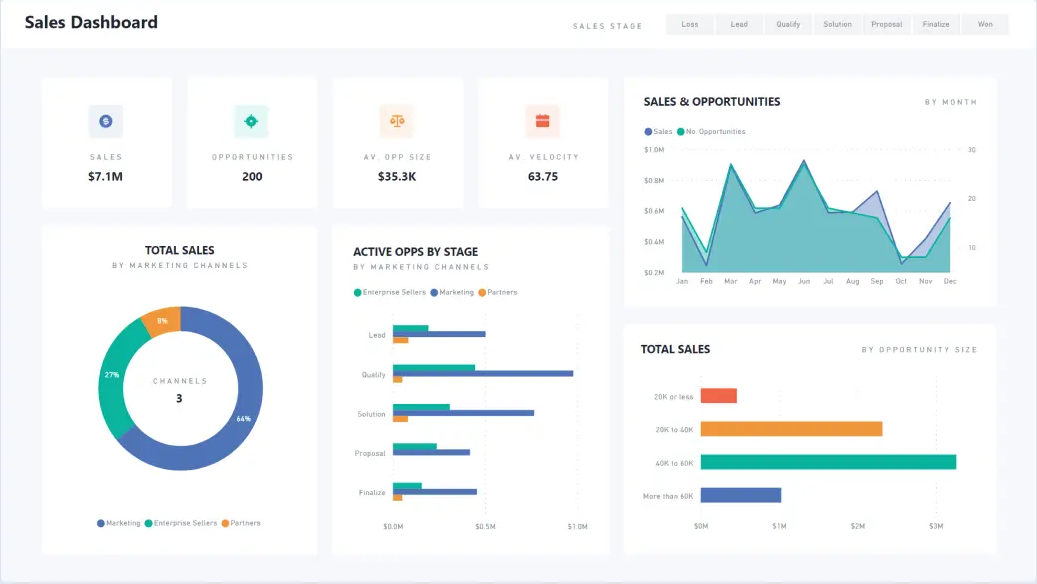 Sales Dashboard
SALES STAGE
Loss
Lead
Qualify
Solution
Proposal
Finalize
Won
SALES
$7.1M
OPPORTUNITIES
200
AV. OPP SIZE
$35.3K
AV. VELOCITY
63.75
SALES & OPPORTUNITIES
BY MONTH
Sales No. Opportunities
$1.0M
$0.8M
$0.6M
$0.4M
$0.2M
30
20
10
Jan Feb Mar Apr May Jun Jul Aug Sep Oct Nov Dec
TOTAL SALES
BY MARKETING CHANNELS
8%
27%
64%
CHANNELS
3
Marketing Enterprise Sellers Partners
ACTIVE OPPS BY STAGE
BY MARKETING CHANNELS
Enterprise Sellers Marketing Partners
Lead
Qualify
Solution
Proposal
Finalize
$0.0M $0.5M $1.0M
TOTAL SALES
BY OPPORTUNITY SIZE
20K or less
20K to 40K
40K to 60K
More than 60K
$0M $1M $2M $3M